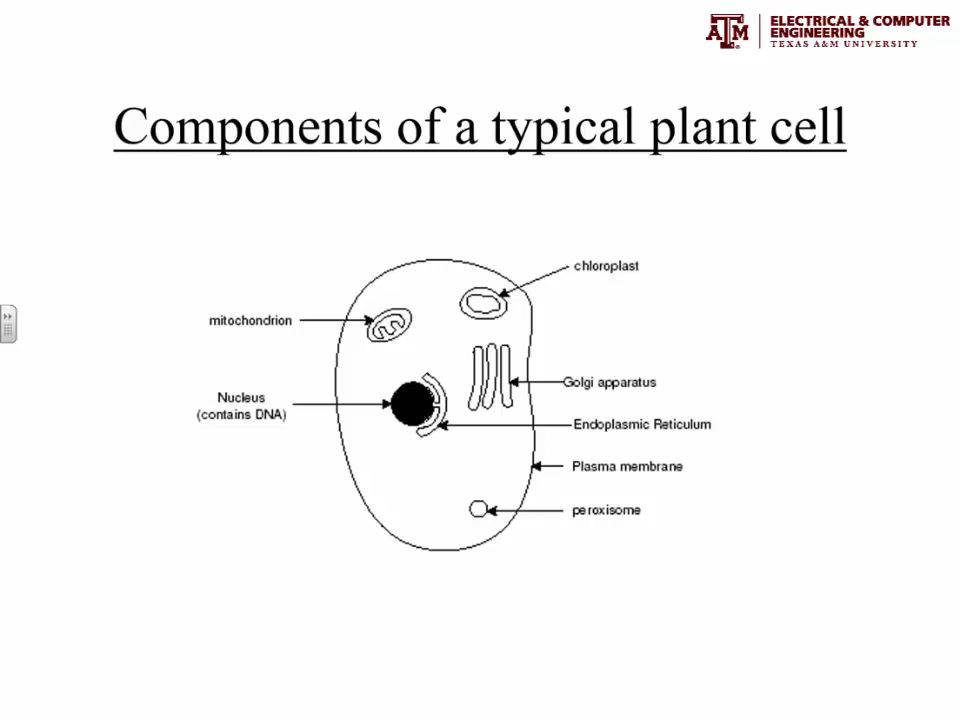 ĀTM
ELECTRICAL & COMPUTER
ENGINEERING
TEXAS A&M UNIVERSITY
Components of a typical plant cell
chloroplast
mitochondrion
Golgi apparatus
Nucleus
(contains DNA)
Endoplasmic Reticulum
Plasma membrane
peroxisome